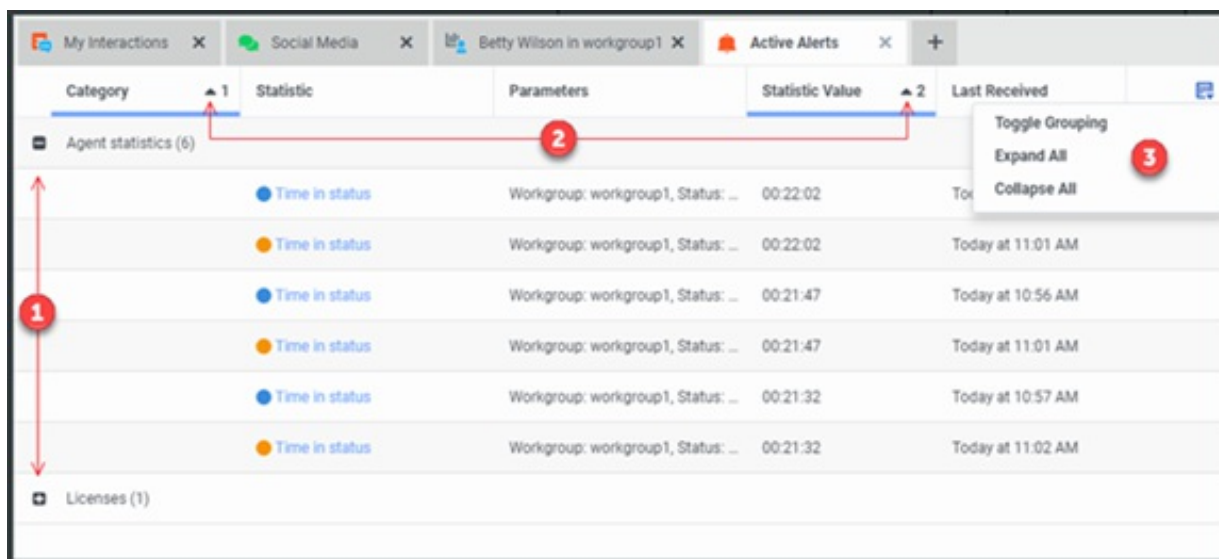 My Interactions Social Media Betty Wilson in workgroup1 Active Alerts +
Category 1 Statistic Parameters Statistic Value 2 Last Received
Toggle Grouping
2
Agent statistics (6)
Expand All
3
Collapse All
Time in status Workgroup: workgroup1, Status: ... 00:22:02
Time in status Workgroup: workgroup1, Status: ... 00:22:02 Today at 11:01 AM
Time in status Workgroup: workgroup1, Status: ... 00:21:47 Today at 10:56 AM
1
Time in status Workgroup: workgroup1, Status: ... 00:21:47 Today at 11:01 AM
Time in status Workgroup: workgroup1, Status: ... 00:21:32 Today at 10:57 AM
Time in status Workgroup: workgroup1, Status: ... 00:21:32 Today at 11:02 AM
Licenses (1)